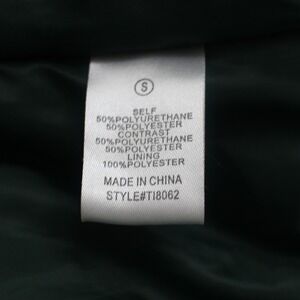 S
SELF
50%POLYURETHANE
50%POLYESTER
CONTRAST
50%POLYURETHANE
50%POLYESTER
LINING
100%POLYESTER
MADE IN CHINA
STYLE#TI8062